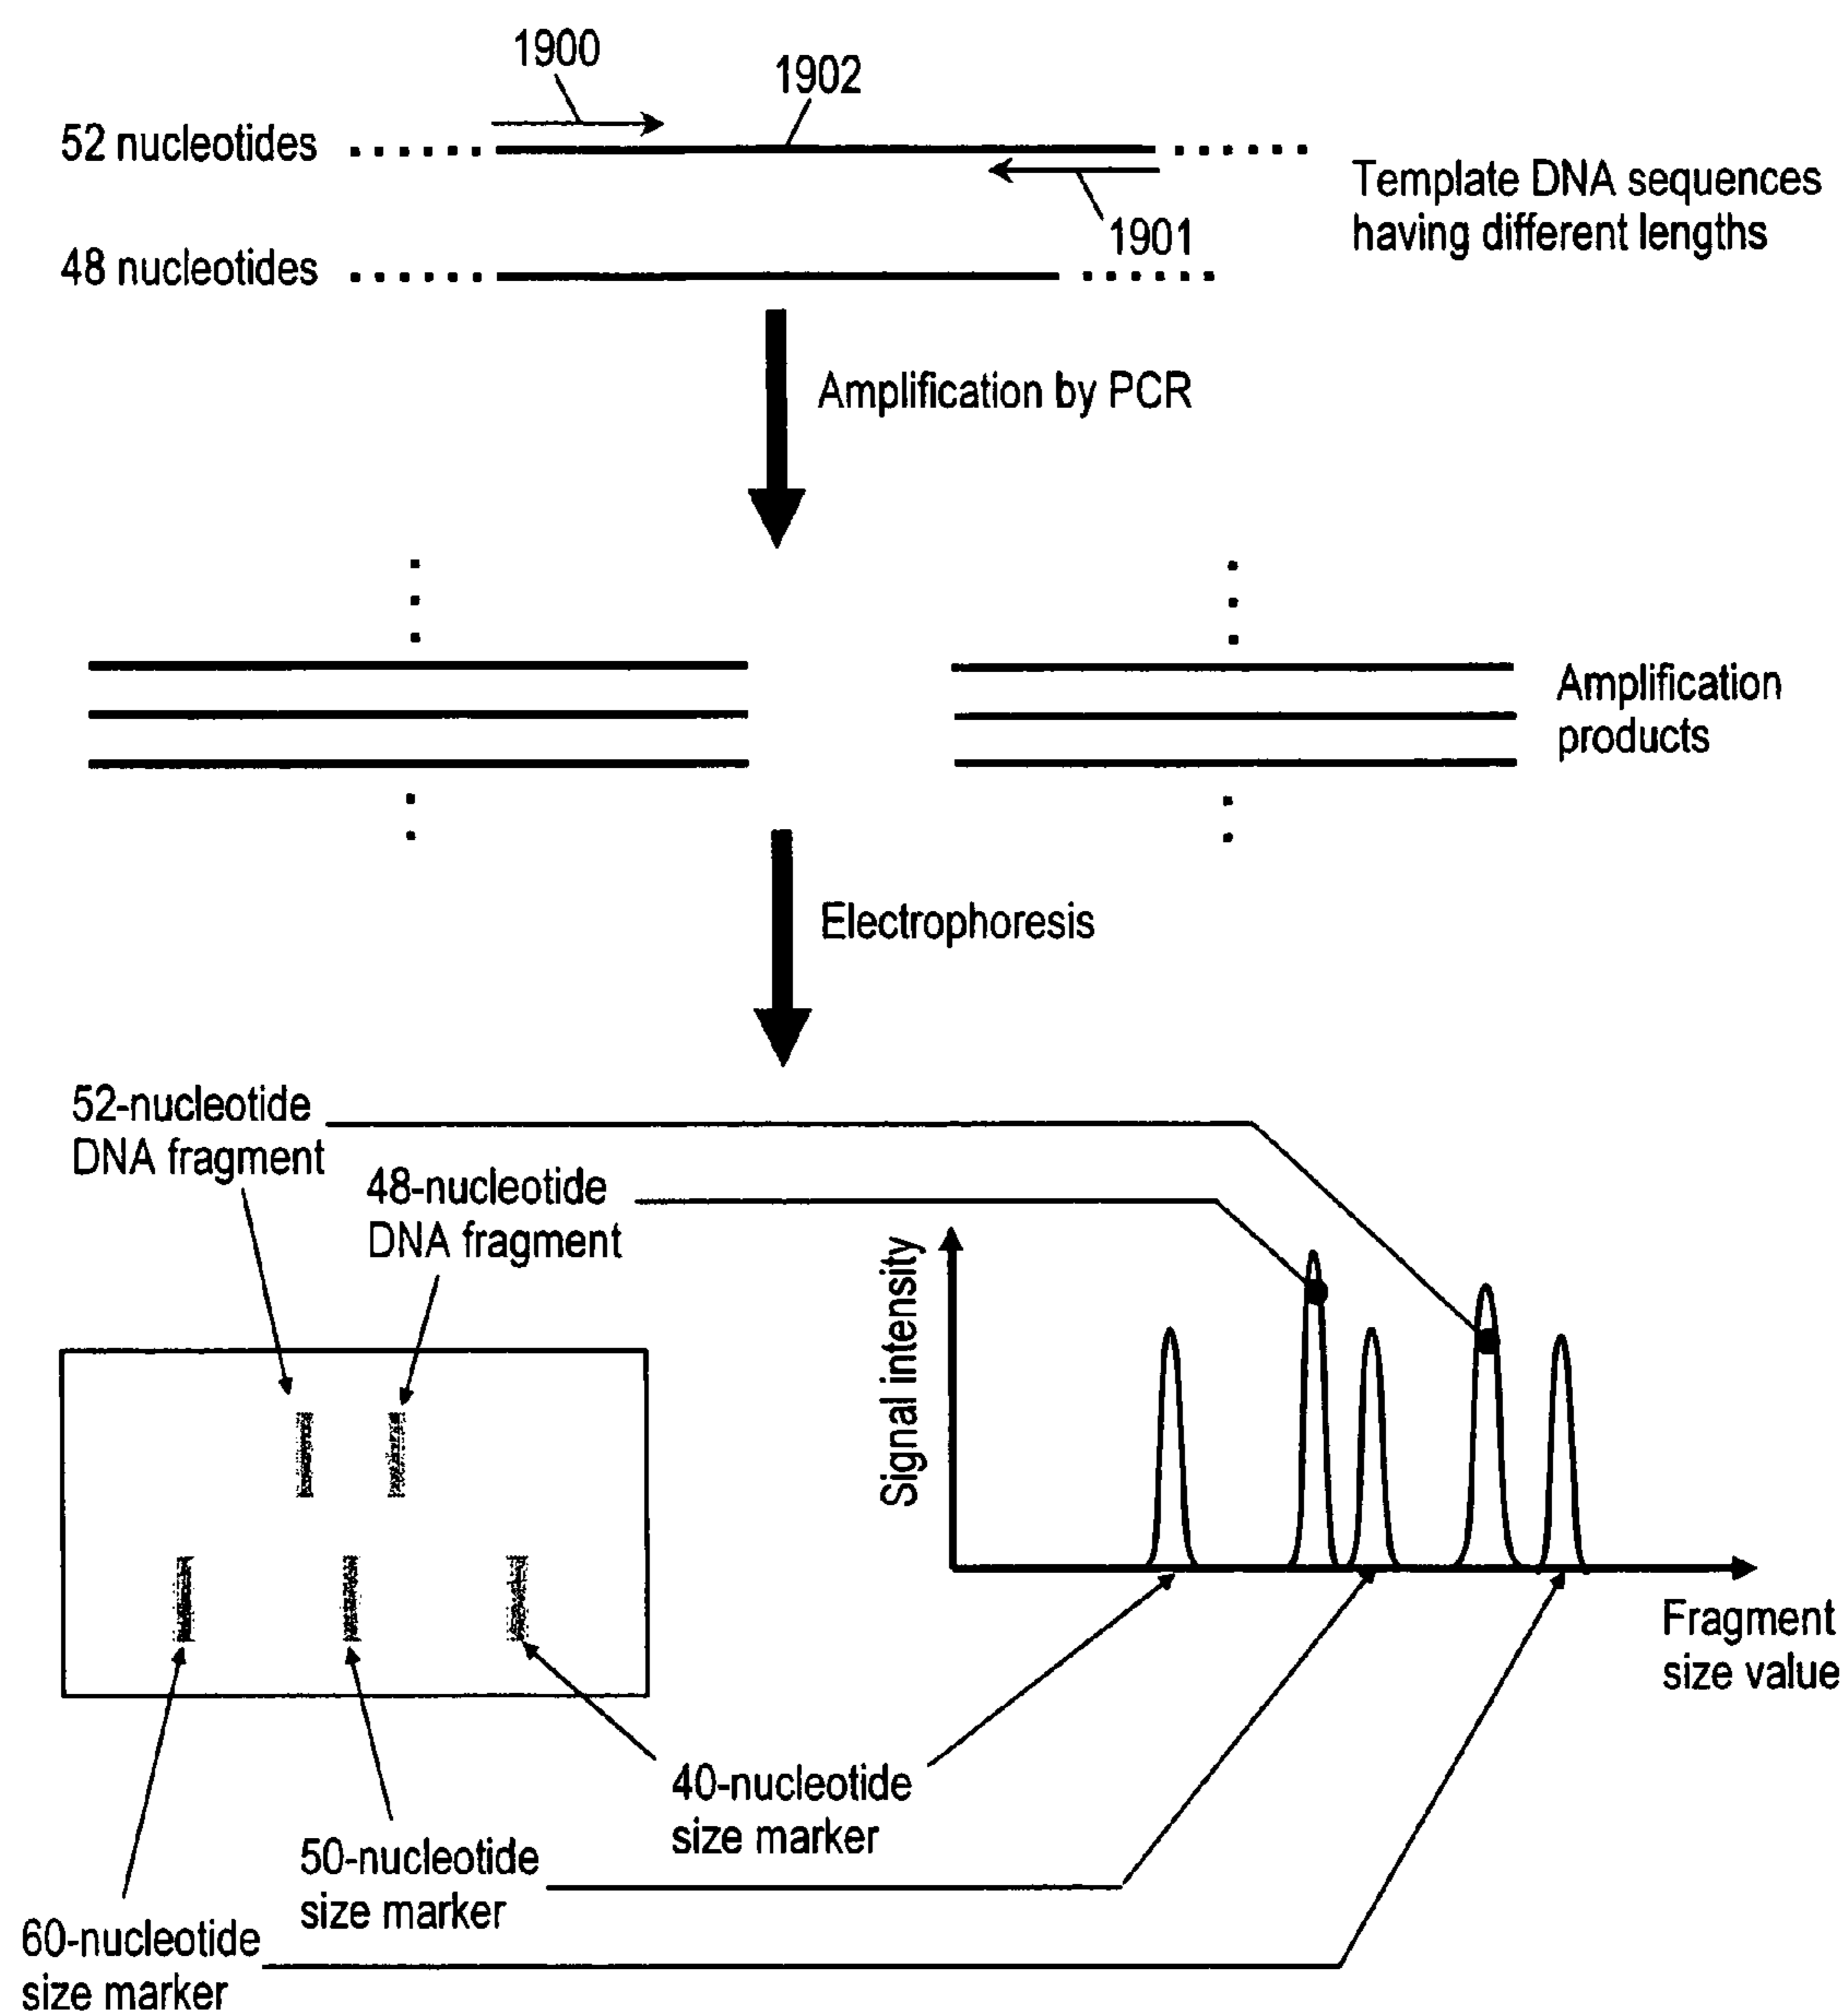 1900
1902
52 nucleotides
Template DNA sequences
having different lengths
1901
48 nucleotides
Amplification by PCR
Amplification
products
Electrophoresis
52-nucleotide
DNA fragment
48-nucleotide
DNA fragment
Signal intensity
Fragment
size value
40-nucleotide
size marker
50-nucleotide
size marker
60-nucleotide
size marker